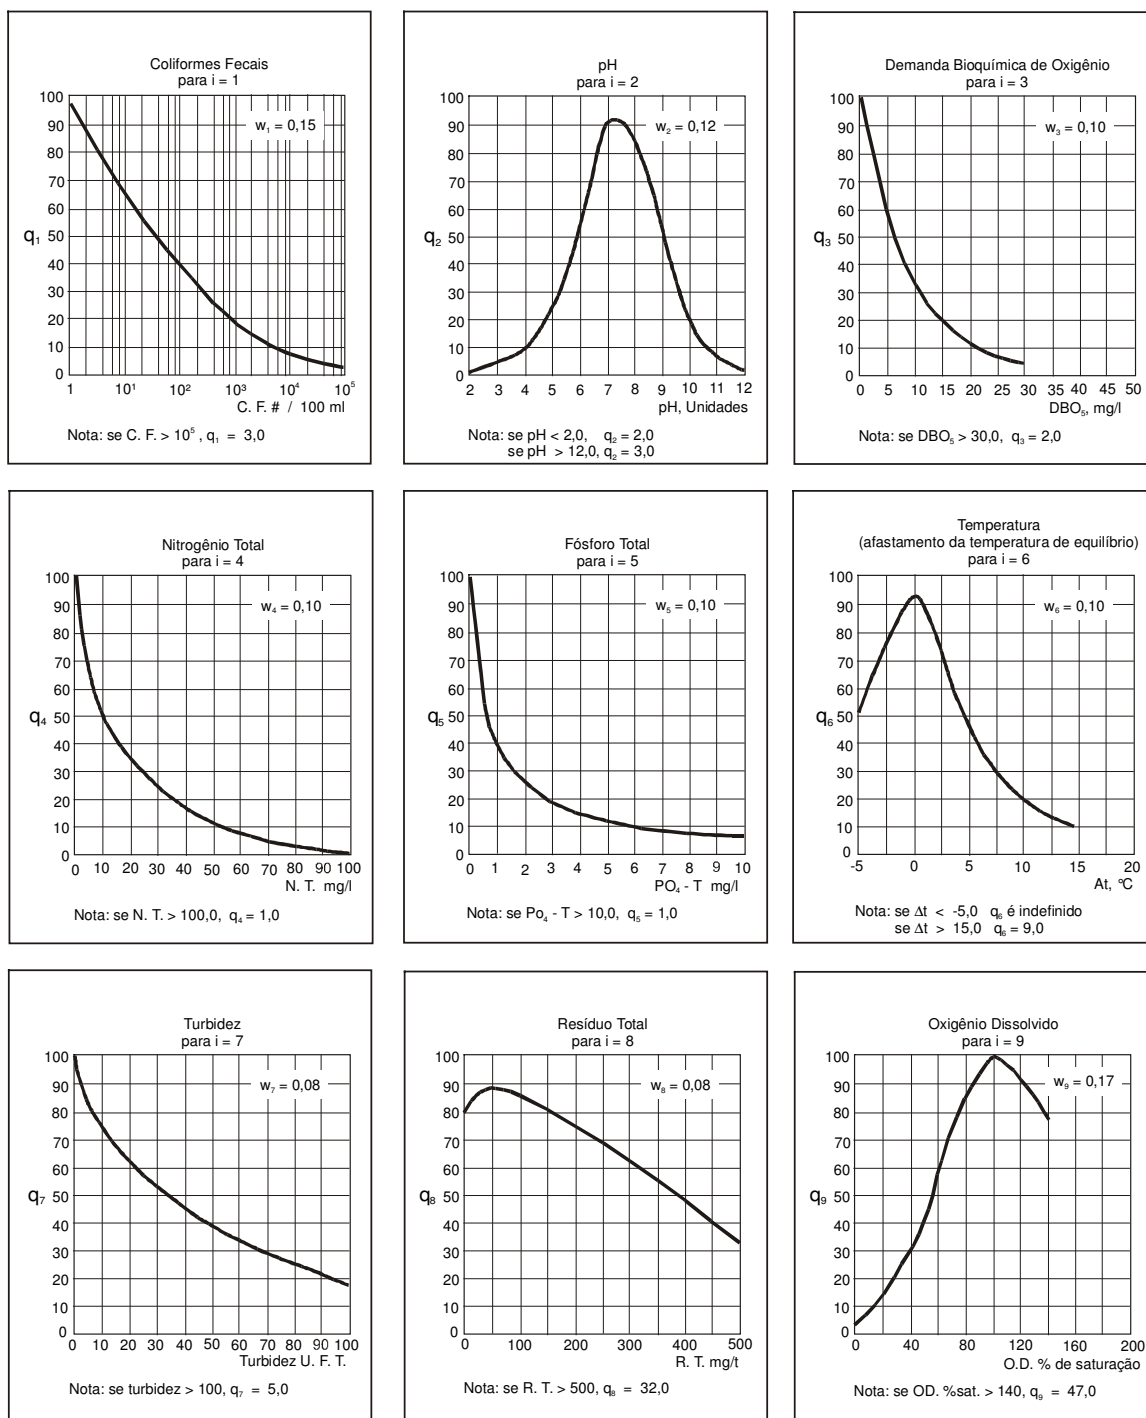 Coliformes Fecais
para i = 1
100
90
80
70
60
50
40
30
20
10
0
q₁
w₁ = 0,15
1 10¹ 10² 10³ 10⁴ 10⁵
C. F. # / 100 ml
Nota: se C. F. > 10⁵ , q₁ = 3,0
pH
para i = 2
100
90
80
70
60
50
40
30
20
10
0
q₂
w₂ = 0,12
2 3 4 5 6 7 8 9 10 11 12
pH, Unidades
Nota: se pH < 2,0, q₂ = 2,0
se pH > 12,0, q₂ = 3,0
Demanda Bioquímica de Oxigênio
para i = 3
100
90
80
70
60
50
40
30
20
10
0
q₃
w₃ = 0,10
0 5 10 15 20 25 30 35 40 45 50
DBO₅, mg/l
Nota: se DBO₅ > 30,0, q₃ = 2,0
Nitrogênio Total
para i = 4
100
90
80
70
60
50
40
30
20
10
0
q₄
w₄ = 0,10
0 10 20 30 40 50 60 70 80 90 100
N. T. mg/l
Nota: se N. T. > 100,0, q₄ = 1,0
Fósforo Total
para i = 5
100
90
80
70
60
50
40
30
20
10
0
q₅
w₅ = 0,10
0 1 2 3 4 5 6 7 8 9 10
PO₄ - T mg/l
Nota: se Po₄ - T > 10,0, q₅ = 1,0
Temperatura
(afastamento da temperatura de equilíbrio)
para i = 6
100
90
80
70
60
50
40
30
20
10
0
q₆
w₆ = 0,10
-5 0 5 10 15 20
At, °C
Nota: se Δt < -5,0 q₆ é indefinido
se Δt > 15,0 q₆ = 9,0
Turbidez
para i = 7
100
90
80
70
60
50
40
30
20
10
0
q₇
w₇ = 0,08
0 10 20 30 40 50 60 70 80 90 100
Turbidez U. F. T.
Nota: se turbidez > 100, q₇ = 5,0
Resíduo Total
para i = 8
100
90
80
70
60
50
40
30
20
10
0
q₈
w₈ = 0,08
0 100 200 300 400 500
R. T. mg/t
Nota: se R. T. > 500, q₈ = 32,0
Oxigênio Dissolvido
para i = 9
100
90
80
70
60
50
40
30
20
10
0
q₉
w₉ = 0,17
0 40 80 120 160 200
O.D. % de saturação
Nota: se OD. %sat. > 140, q₉ = 47,0